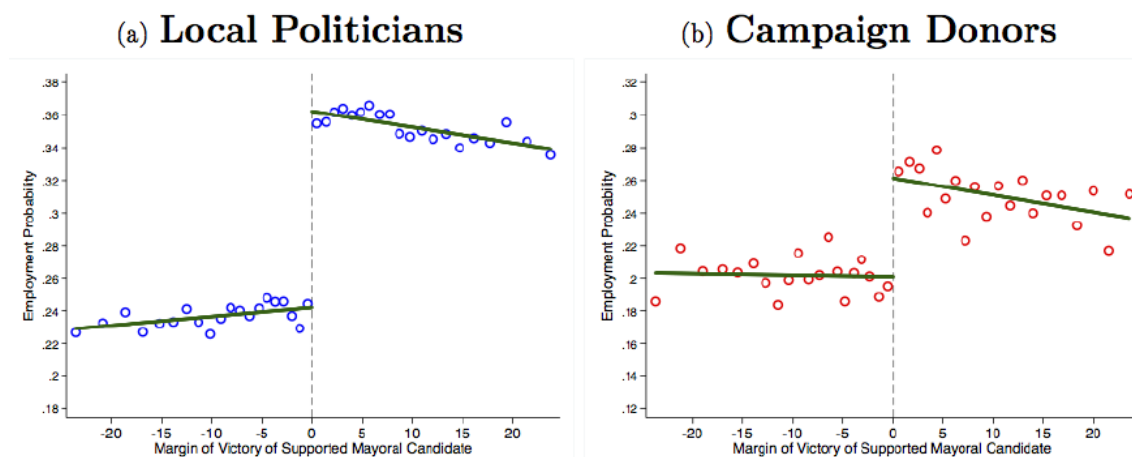 (a) Local Politicians
.38
.36
.34
.32
.3
.28
.26
.24
.22
.2
.18
Employment Probability
-20 -15 -10 -5 0 5 10 15 20
Margin of Victory of Supported Mayoral Candidate
(b) Campaign Donors
.32
.3
.28
.26
.24
.22
.2
.18
.16
.14
.12
Employment Probability
-20 -15 -10 -5 0 5 10 15 20
Margin of Victory of Supported Mayoral Candidate